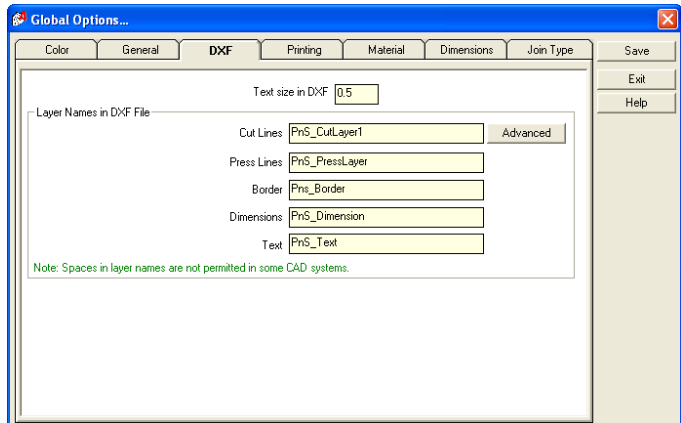 Global Options...
Color General DXF Printing Material Dimensions Join Type
Save
Exit
Help
Text size in DXF 0.5
Layer Names in DXF File
Cut Lines PnS_CutLayer1 Advanced
Press Lines PnS_PressLayer
Border Pns_Border
Dimensions PnS_Dimension
Text PnS_Text
Note: Spaces in layer names are not permitted in some CAD systems.